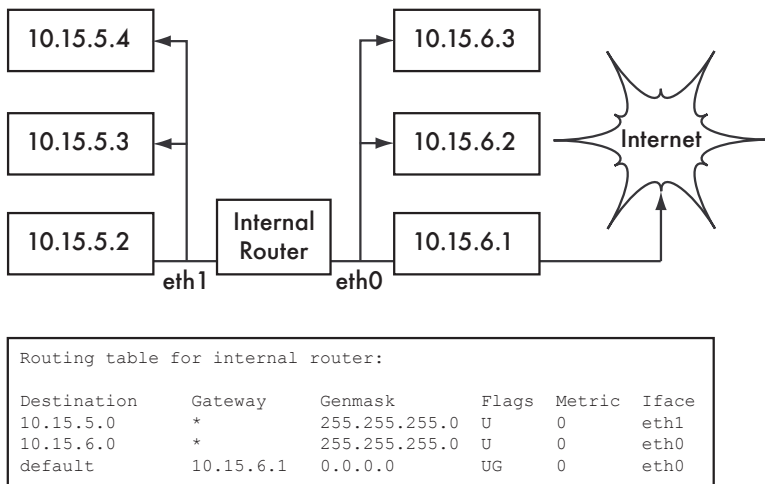 10.15.5.4
10.15.6.3
10.15.5.3
10.15.6.2
Internet
10.15.5.2
Internal
Router
10.15.6.1
eth1
eth0
Routing table for internal router:
Destination Gateway Genmask Flags Metric Iface
10.15.5.0 * 255.255.255.0 U 0 eth1
10.15.6.0 * 255.255.255.0 U 0 eth0
default 10.15.6.1 0.0.0.0 UG 0 eth0